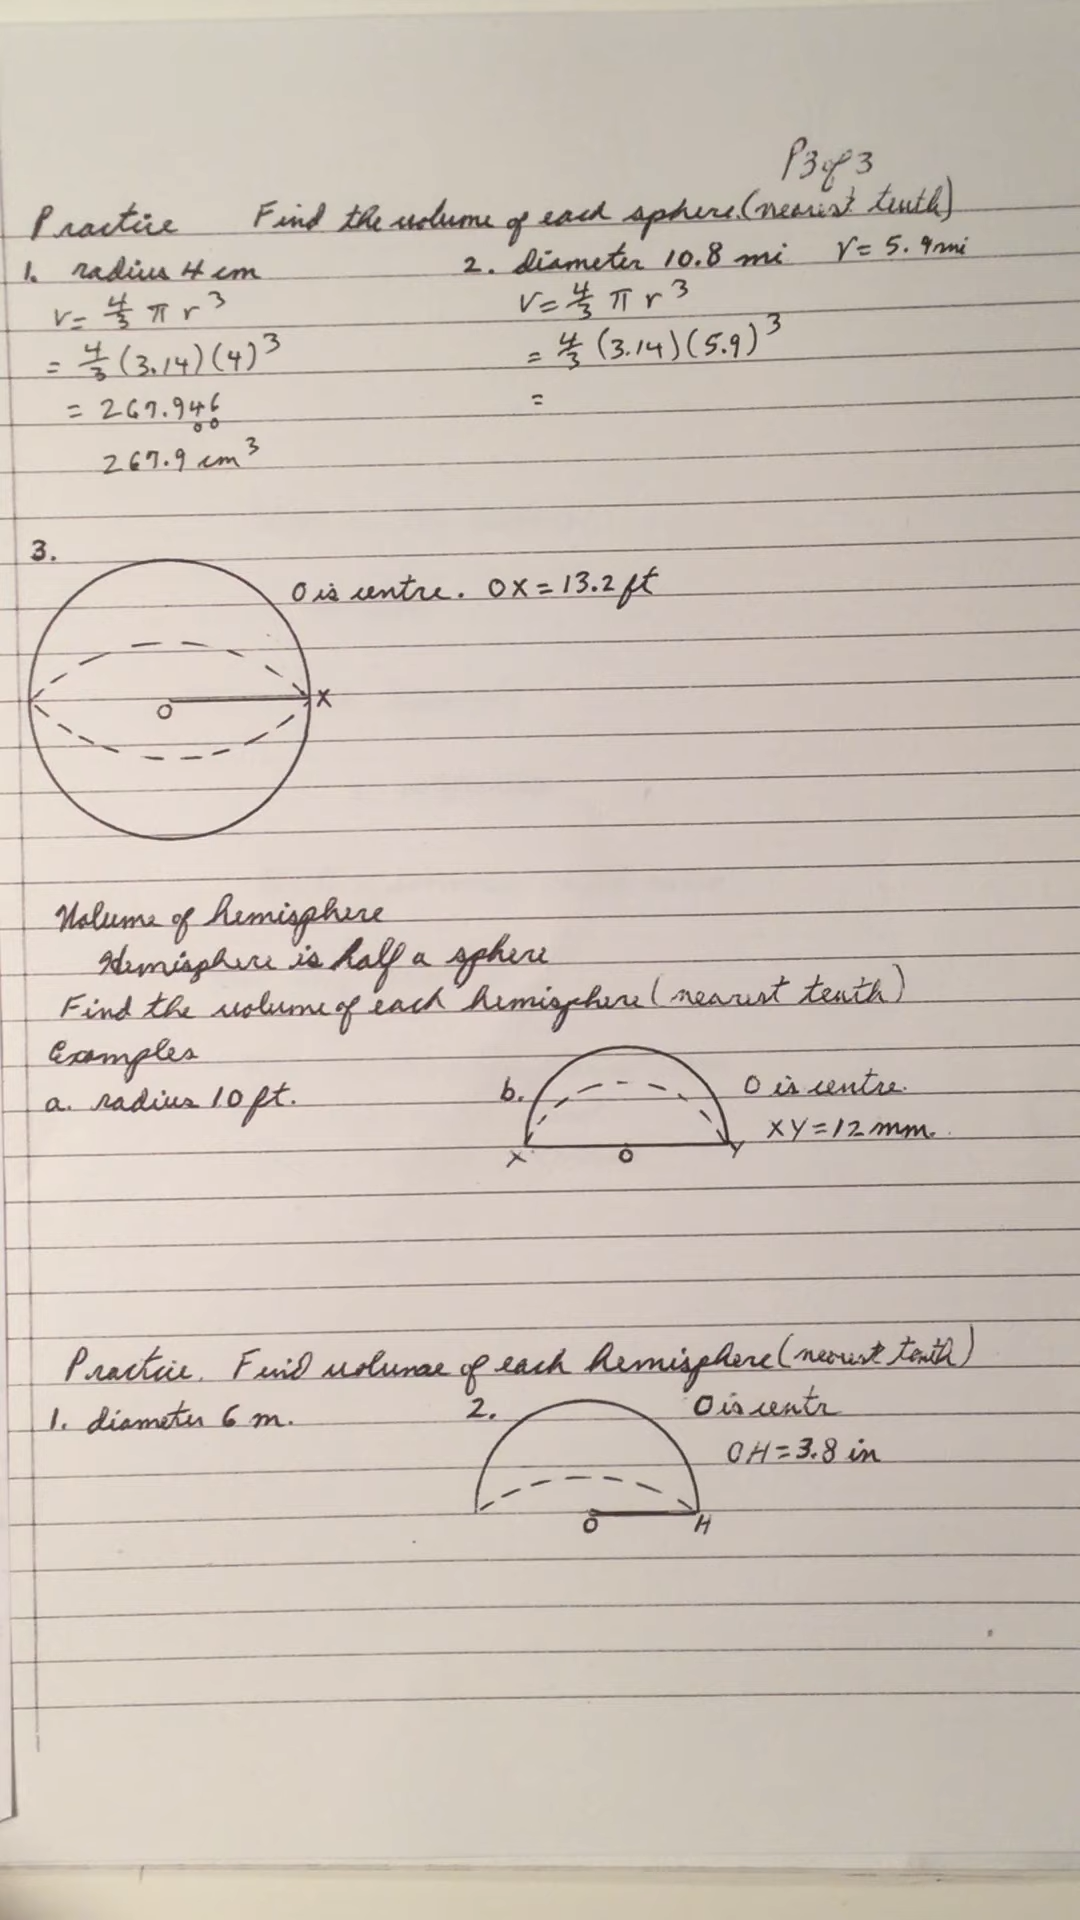 P3 of 3
Practice Find the volume of each sphere. (nearest tenth)
1. radius 4 cm 2. diameter 10.8 mi r = 5.9 mi
V = 4/3 π r³ V = 4/3 π r³
= 4/3 (3.14)(4)³ = 4/3 (3.14)(5.9)³
= 267.946 =
267.9 cm³
3.
O is centre. OX = 13.2 ft
O X
Volume of hemisphere
Hemisphere is half a sphere
Find the volume of each hemisphere (nearest tenth)
Examples
a. radius 10 ft. b. O is centre.
XY = 12 mm.
X O Y
Practice. Find volume of each hemisphere (nearest tenth)
1. diameter 6 m. 2. O is centr
OH = 3.8 in
O H